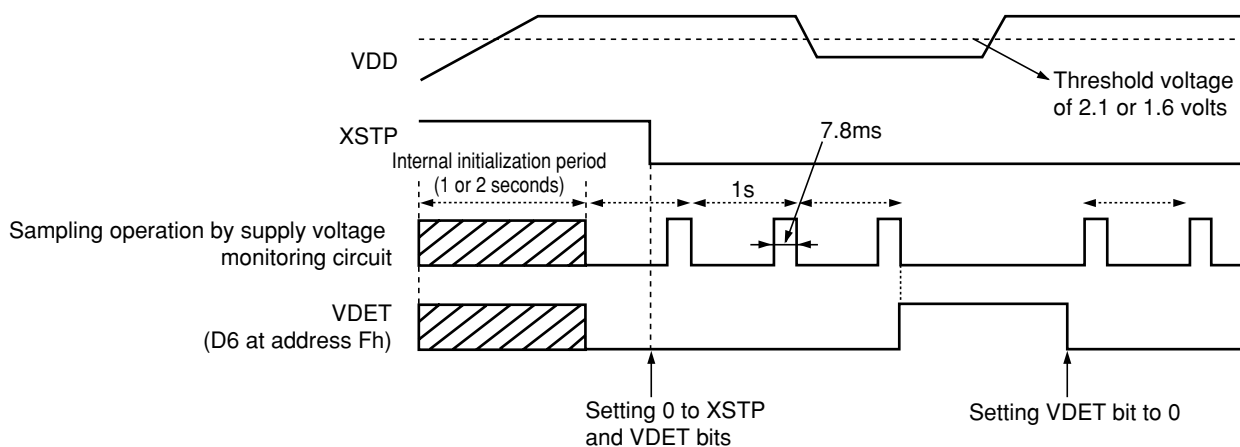 VDD
Threshold voltage
of 2.1 or 1.6 volts
XSTP
7.8ms
Internal initialization period
(1 or 2 seconds)
1s
Sampling operation by supply voltage
monitoring circuit
VDET
(D6 at address Fh)
Setting 0 to XSTP
and VDET bits
Setting VDET bit to 0